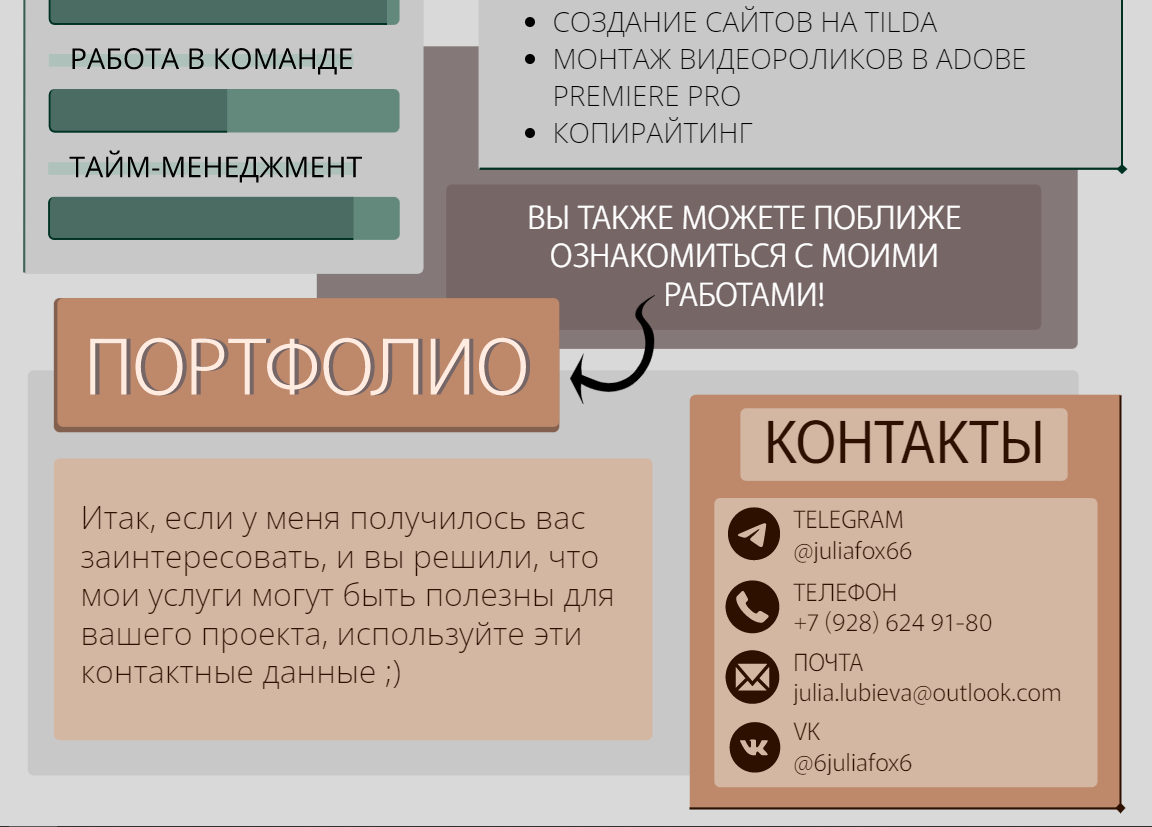 РАБОТА В КОМАНДЕ
ТАЙМ-МЕНЕДЖМЕНТ
СОЗДАНИЕ САЙТОВ НА TILDA
МОНТАЖ ВИДЕОРОЛИКОВ В ADOBE
PREMIERE PRO
КОПИРАЙТИНГ
ВЫ ТАКЖЕ МОЖЕТЕ ПОБЛИЖЕ
ОЗНАКОМИТЬСЯ С МОИМИ
РАБОТАМИ!
ПОРТФОЛИО
Итак, если у меня получилось вас
заинтересовать, и вы решили, что
мои услуги могут быть полезны для
вашего проекта, используйте эти
контактные данные ;)
КОНТАКТЫ
TELEGRAM
@juliafox66
ТЕЛЕФОН
+7 (928) 624 91-80
ПОЧТА
julia.lubieva@outlook.com
VK
@6juliafox6